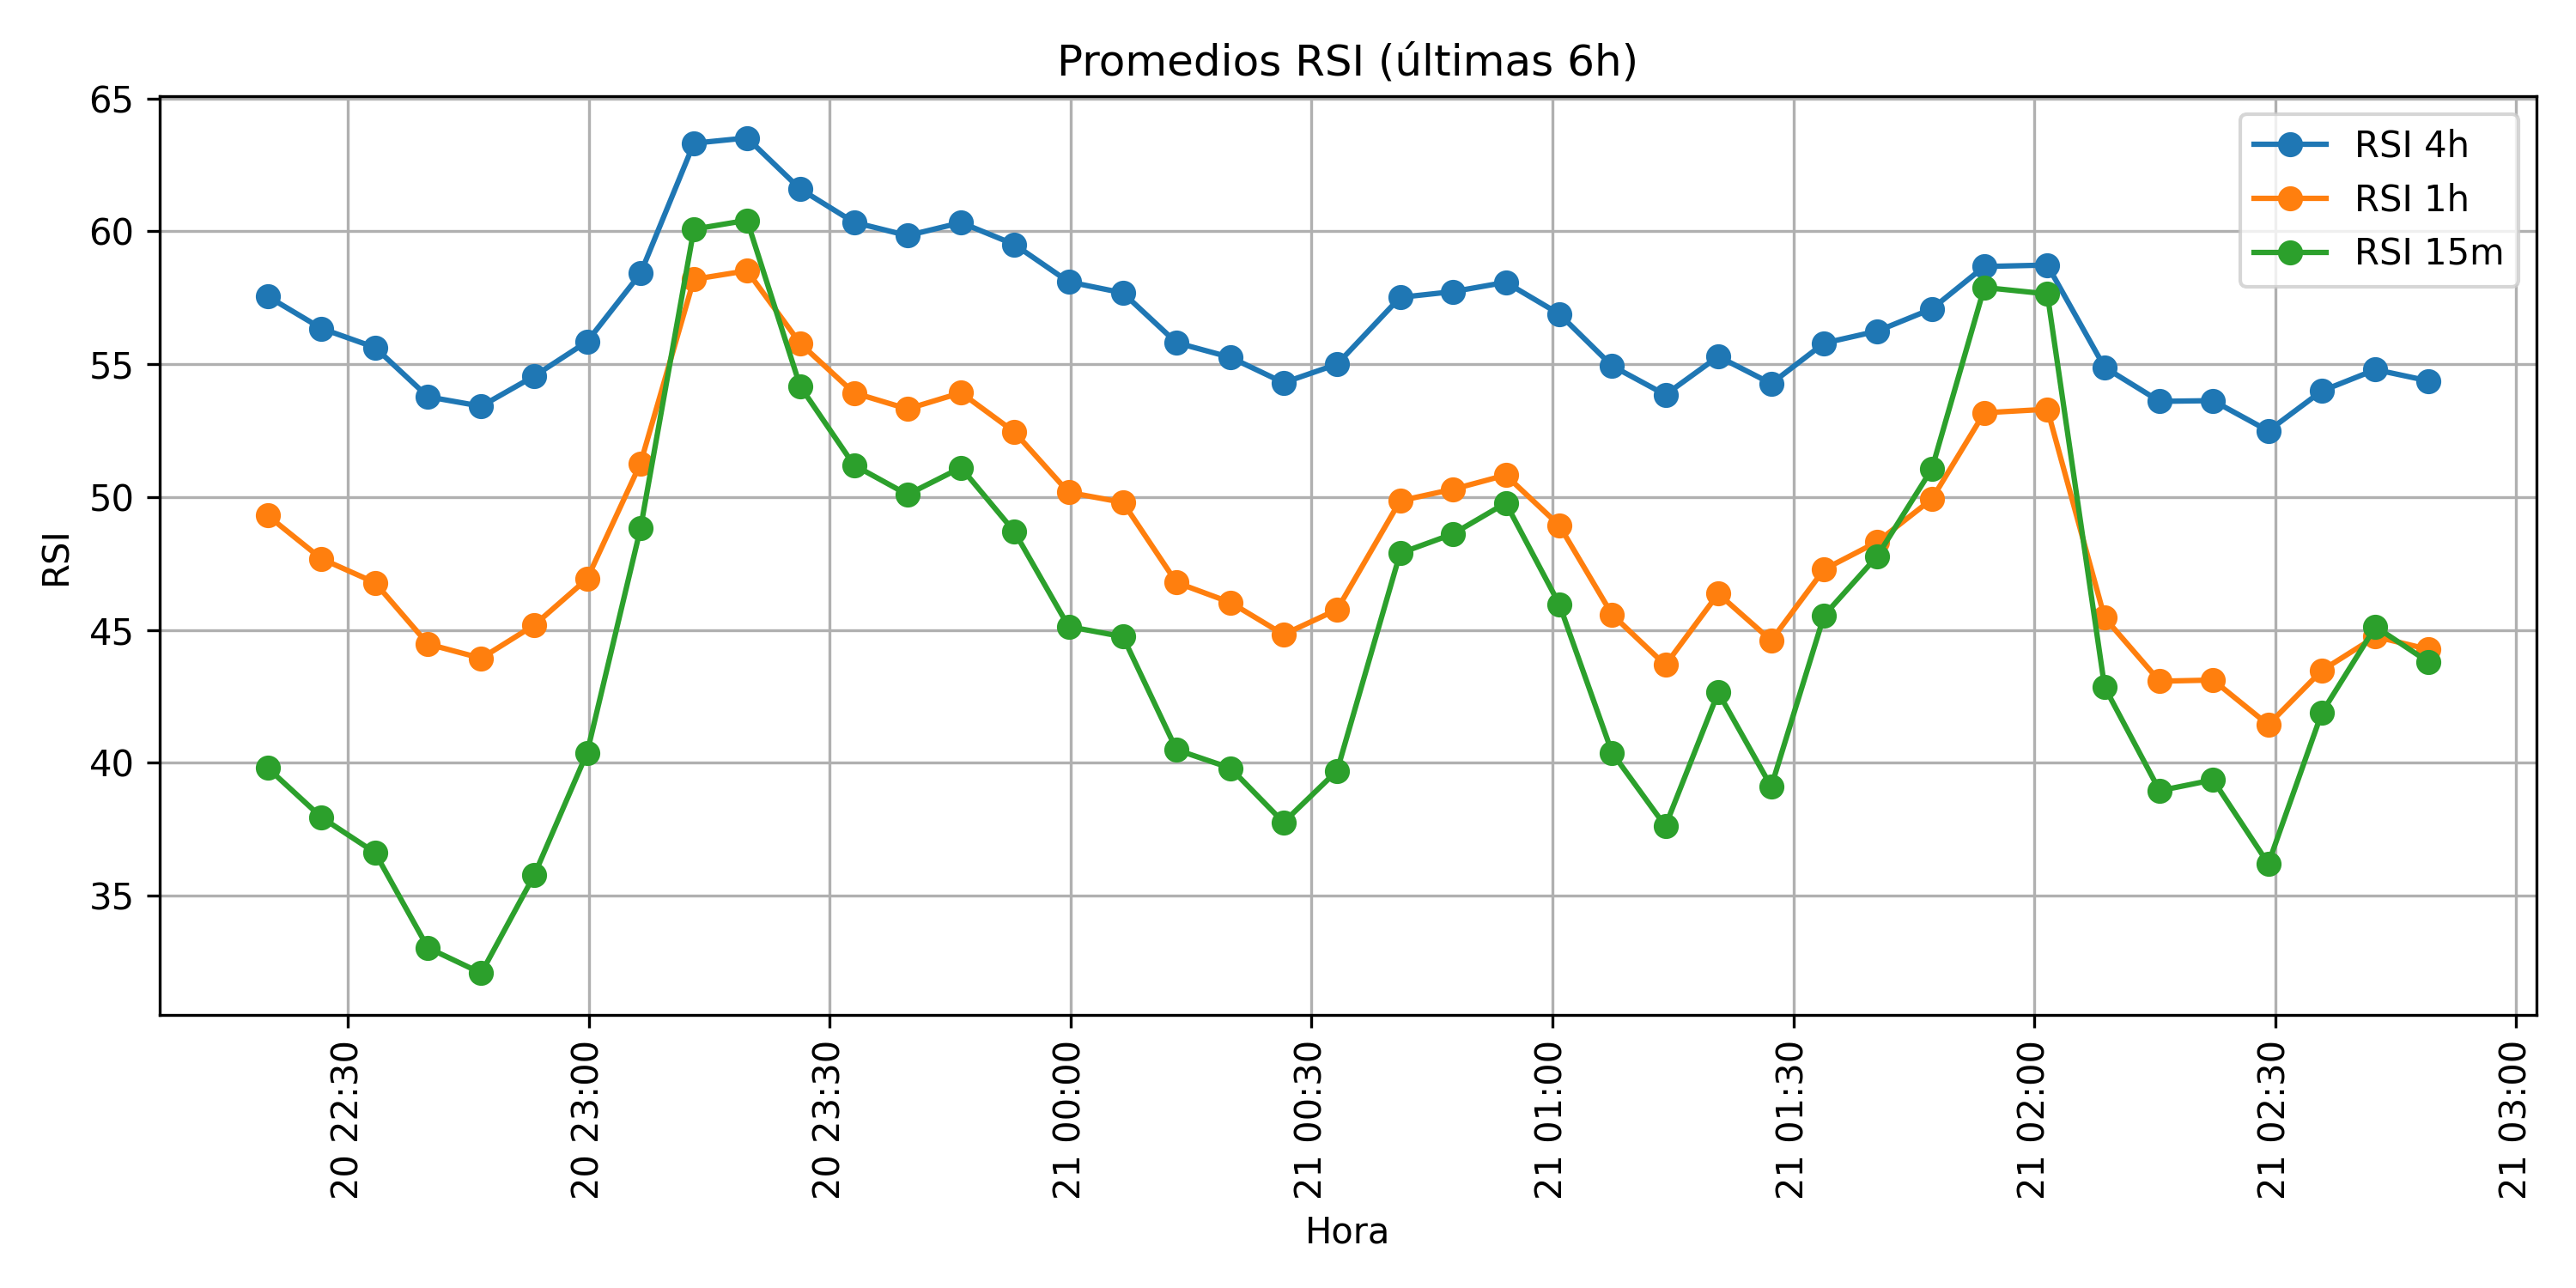 Promedios RSI (últimas 6h)
65
60
55
50
45
40
35
RSI
RSI 4h
RSI 1h
RSI 15m
20 22:30
20 23:00
20 23:30
21 00:00
21 00:30
21 01:00
21 01:30
21 02:00
21 02:30
21 03:00
Hora